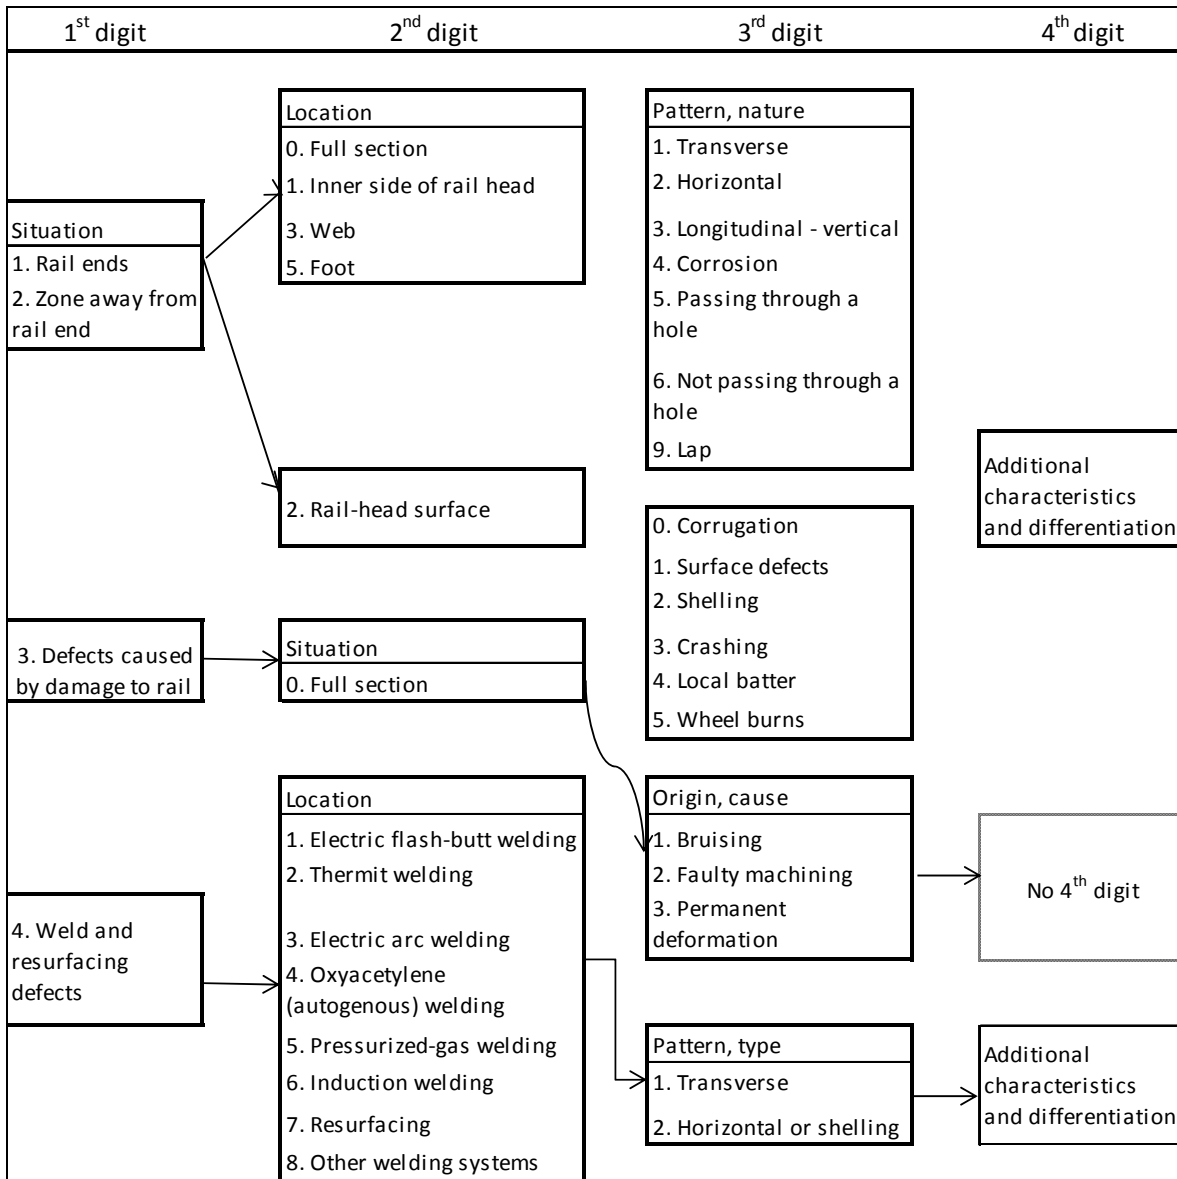 1st digit
2nd digit
3rd digit
4th digit
Situation
1. Rail ends
2. Zone away from
rail end
3. Defects caused
by damage to rail
4. Weld and
resurfacing
defects
Location
0. Full section
1. Inner side of rail head
3. Web
5. Foot
2. Rail-head surface
Situation
0. Full section
Location
1. Electric flash-butt welding
2. Thermit welding
3. Electric arc welding
4. Oxyacetylene
(autogenous) welding
5. Pressurized-gas welding
6. Induction welding
7. Resurfacing
8. Other welding systems
Pattern, nature
1. Transverse
2. Horizontal
3. Longitudinal - vertical
4. Corrosion
5. Passing through a
hole
6. Not passing through a
hole
9. Lap
0. Corrugation
1. Surface defects
2. Shelling
3. Crashing
4. Local batter
5. Wheel burns
Origin, cause
1. Bruising
2. Faulty machining
3. Permanent
deformation
Pattern, type
1. Transverse
2. Horizontal or shelling
Additional
characteristics
and differentiation
No 4th digit
Additional
characteristics
and differentiation